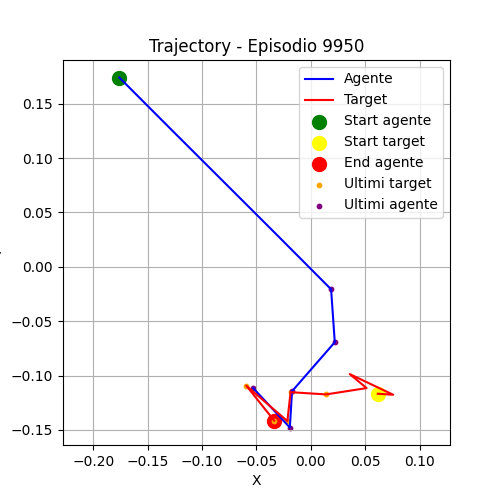 Trajectory - Episodio 9950
Agente
Target
Start agente
Start target
End agente
Ultimi target
Ultimi agente
0.15
0.10
0.05
0.00
−0.05
−0.10
−0.15
−0.20
−0.15
−0.10
−0.05
0.00
0.05
0.10
X